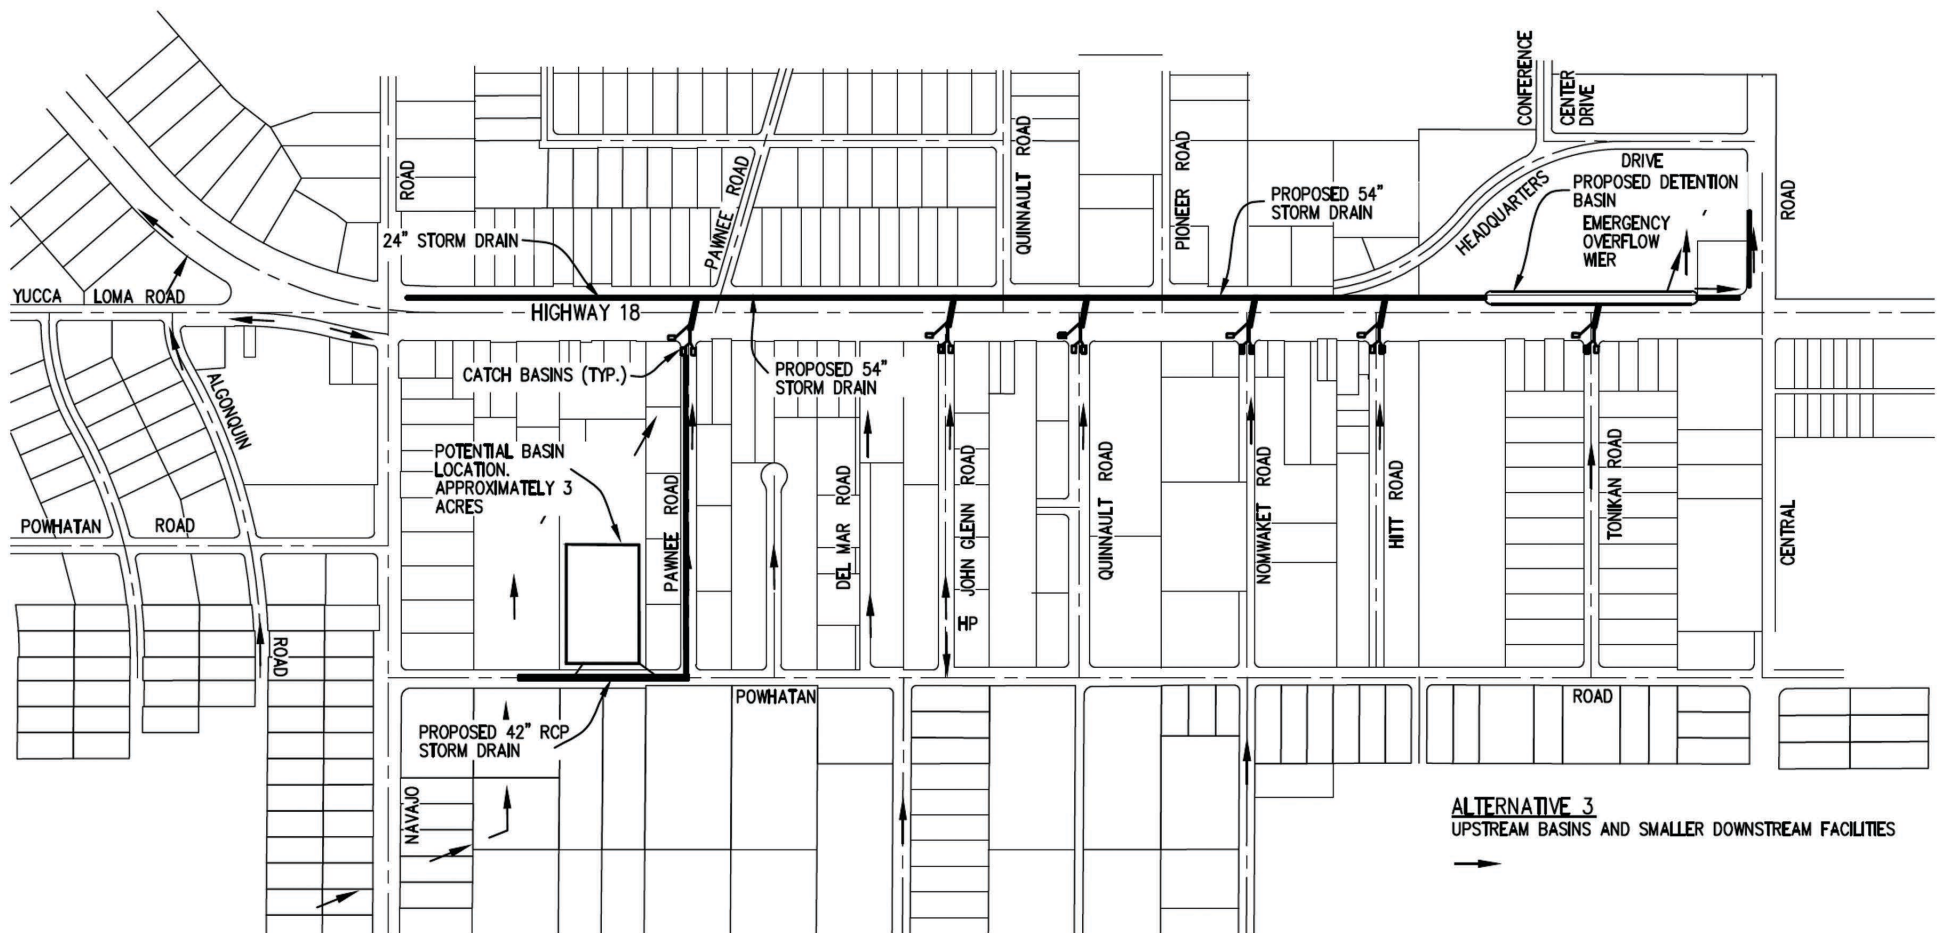 CONFERENCE
CENTER
DRIVE
ROAD
PAWNEE ROAD
QUINNAULT ROAD
PIONEER ROAD
PROPOSED 54"
STORM DRAIN
HEADQUARTERS
DRIVE
PROPOSED DETENTION
BASIN
EMERGENCY
OVERFLOW
WIER
ROAD
24" STORM DRAIN
YUCCA LOMA ROAD
HIGHWAY 18
CATCH BASINS (TYP.)
PROPOSED 54"
STORM DRAIN
ALGONQUIN
ROAD
POTENTIAL BASIN
LOCATION.
APPROXIMATELY 3
ACRES
POWHATAN ROAD
PAWNEE ROAD
DEL MAR ROAD
JOHN GLENN ROAD
HP
QUINNAULT ROAD
NOMWAKET ROAD
HITT ROAD
TONIKAN ROAD
CENTRAL
POWHATAN ROAD
PROPOSED 42" RCP
STORM DRAIN
NAVAJO
ALTERNATIVE 3
UPSTREAM BASINS AND SMALLER DOWNSTREAM FACILITIES